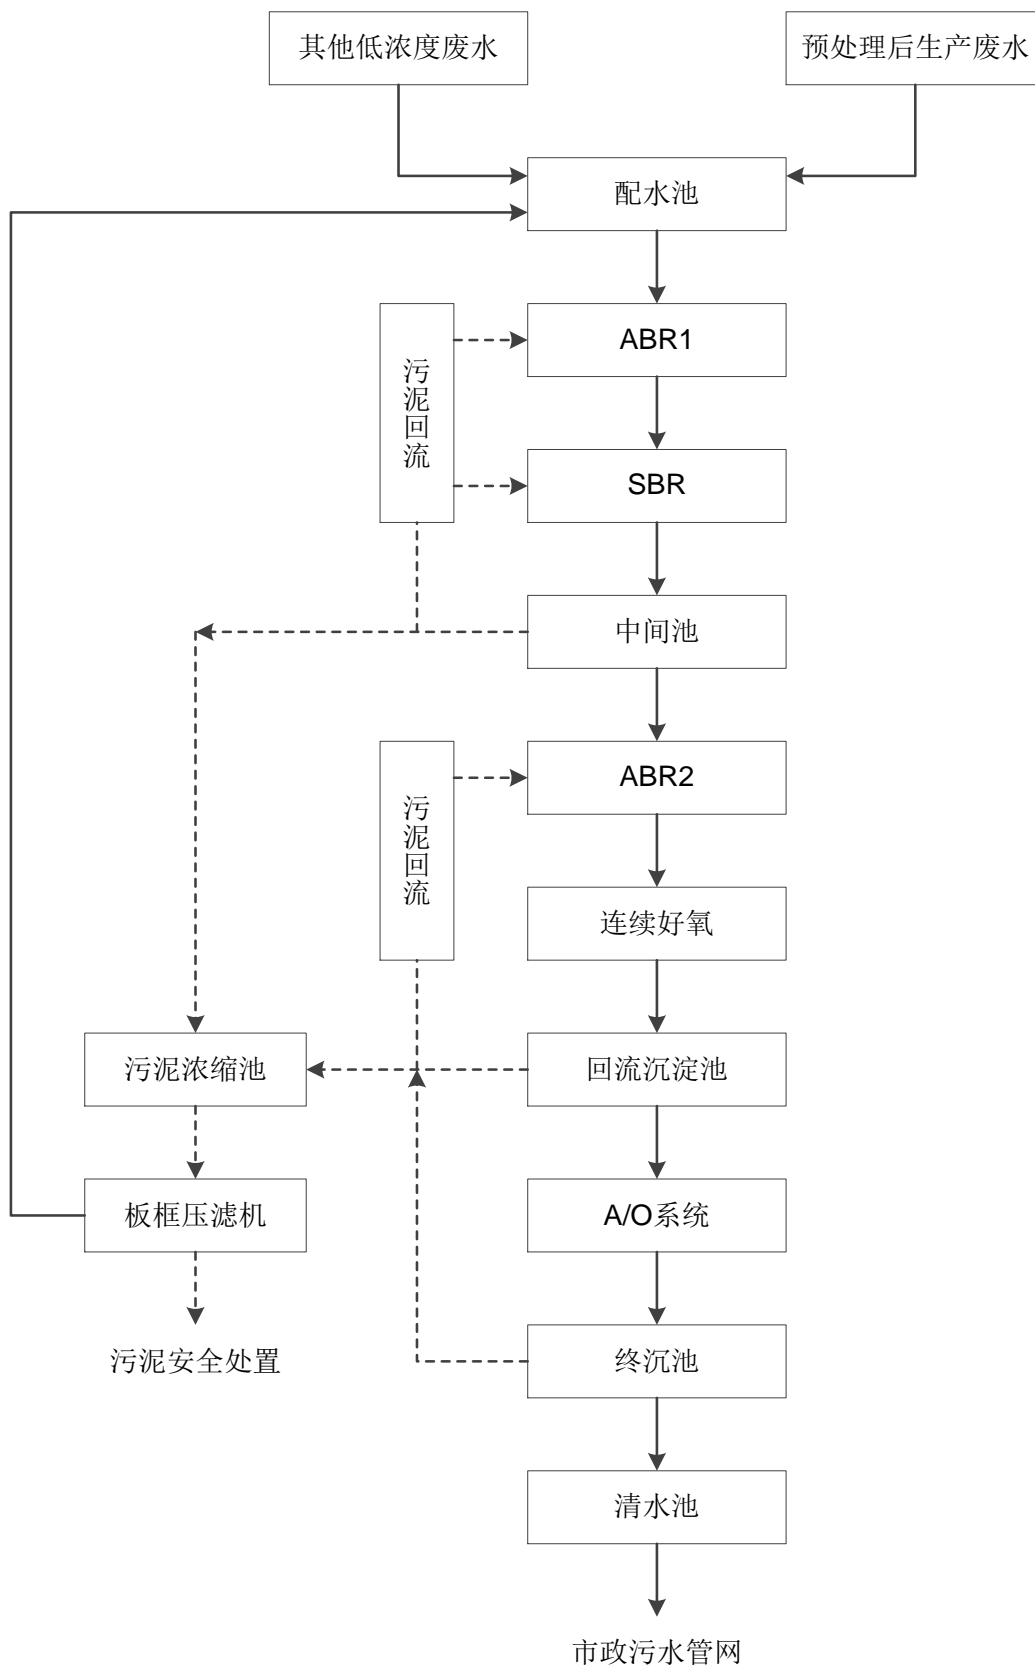 其他低浓度废水
预处理后生产废水
配水池
ABR1
污泥回流
SBR
中间池
ABR2
污泥回流
连续好氧
污泥浓缩池
回流沉淀池
板框压滤机
A/O系统
污泥安全处置
终沉池
清水池
市政污水管网